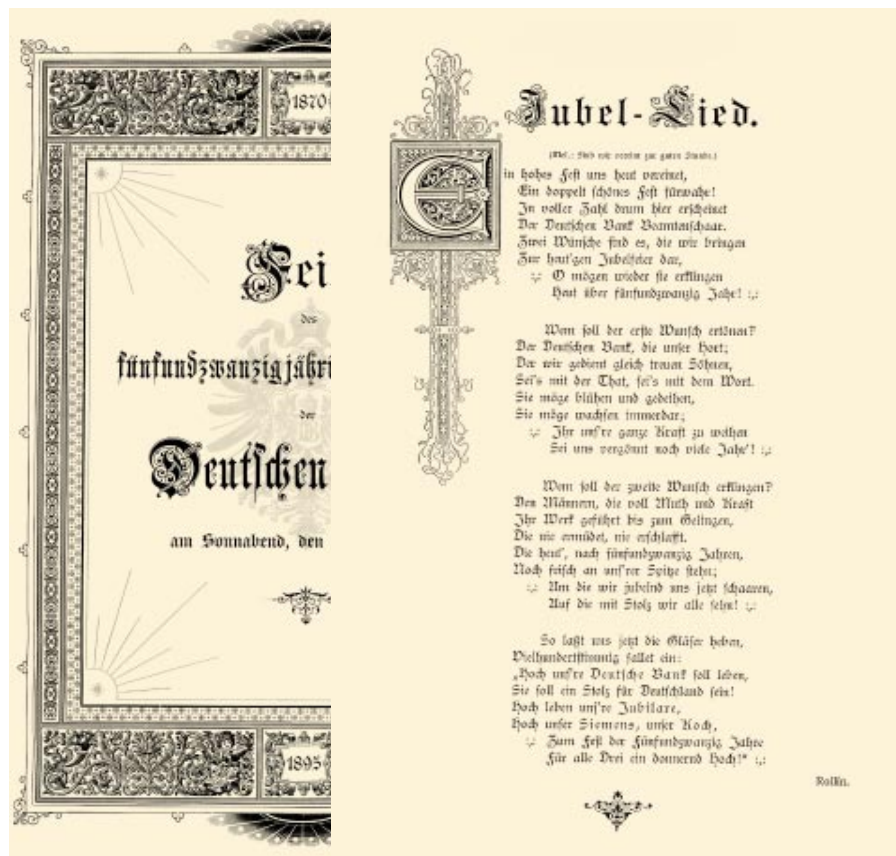 1870
Fei
des
fünfundzwanzigjähri
der
Deutschen
am Sonnabend, den
1895
Jubel-Lied.
(Mel.: Sind wir vereint zur guten Stunde.)
Ein hohes Fest uns heut vereinet,
Ein doppelt schönes Fest fürwahr!
In voller Zahl drum hier erscheinet
Der Deutschen Bank Beamtenschaar.
Zwei Wünsche sind es, die wir bringen
Zur heut'gen Jubelfeier dar,
:,: O mögen wieder sie erklingen
Heut über fünfundzwanzig Jahr! :,:
Wem soll der erste Wunsch ertönen?
Der Deutschen Bank, die unser Hort;
Der wir gedient gleich treuen Söhnen,
Sei's mit der That, sei's mit dem Wort.
Sie möge blühen und gedeihen,
Sie möge wachsen immerdar;
:,: Ihr uns're ganze Kraft zu weihen
Sei uns vergönnt noch viele Jahr'! :,:
Wem soll der zweite Wunsch erklingen?
Den Männern, die voll Muth und Kraft
Ihr Werk geführt bis zum Gelingen,
Die nie ermüdet, nie erschlafft.
Die heut', nach fünfundzwanzig Jahren,
Noch frisch an uns'rer Spitze stehn;
:,: Um die wir jubelnd uns jetzt schaaren,
Auf die mit Stolz wir alle sehn! :,:
So laßt uns jetzt die Gläser heben,
Vielhundertstimmig fallet ein:
„Hoch uns're Deutsche Bank soll leben,
Sie soll ein Stolz für Deutschland sein!
Hoch leben uns're Jubilare,
Hoch unser Siemens, unser Koch,
:,: Zum Fest der Fünfundzwanzig Jahre
Für alle Drei ein donnernd Hoch!" :,:
Rollin.